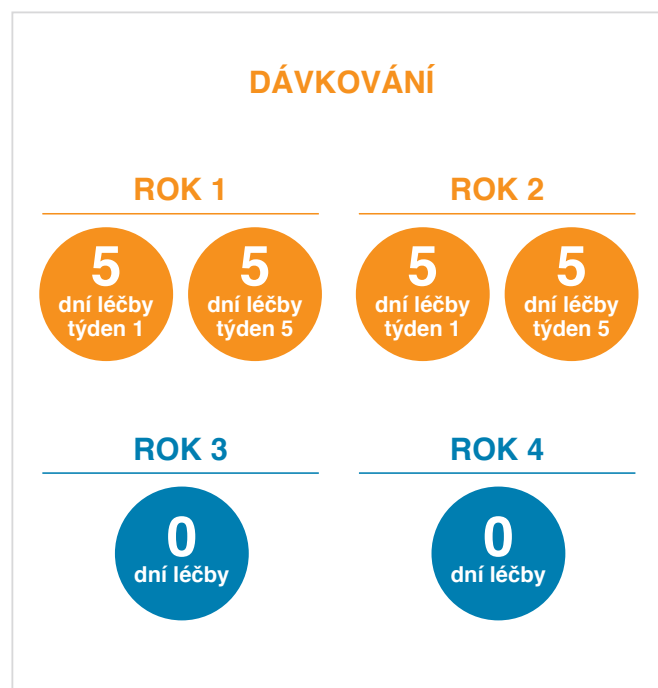 DÁVKOVÁNÍ
ROK 1
5
dní léčby
týden 1
5
dní léčby
týden 5
ROK 2
5
dní léčby
týden 1
5
dní léčby
týden 5
ROK 3
0
dní léčby
ROK 4
0
dní léčby